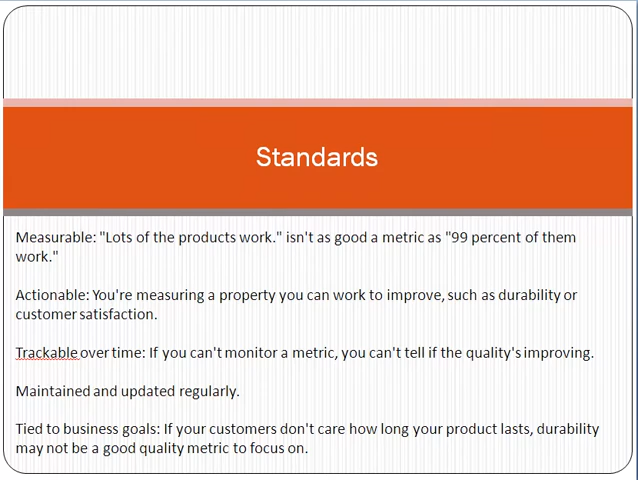 Standards
Measurable: "Lots of the products work." isn't as good a metric as "99 percent of them
work."
Actionable: You're measuring a property you can work to improve, such as durability or
customer satisfaction.
Trackable over time: If you can't monitor a metric, you can't tell if the quality's improving.
Maintained and updated regularly.
Tied to business goals: If your customers don't care how long your product lasts, durability
may not be a good quality metric to focus on.